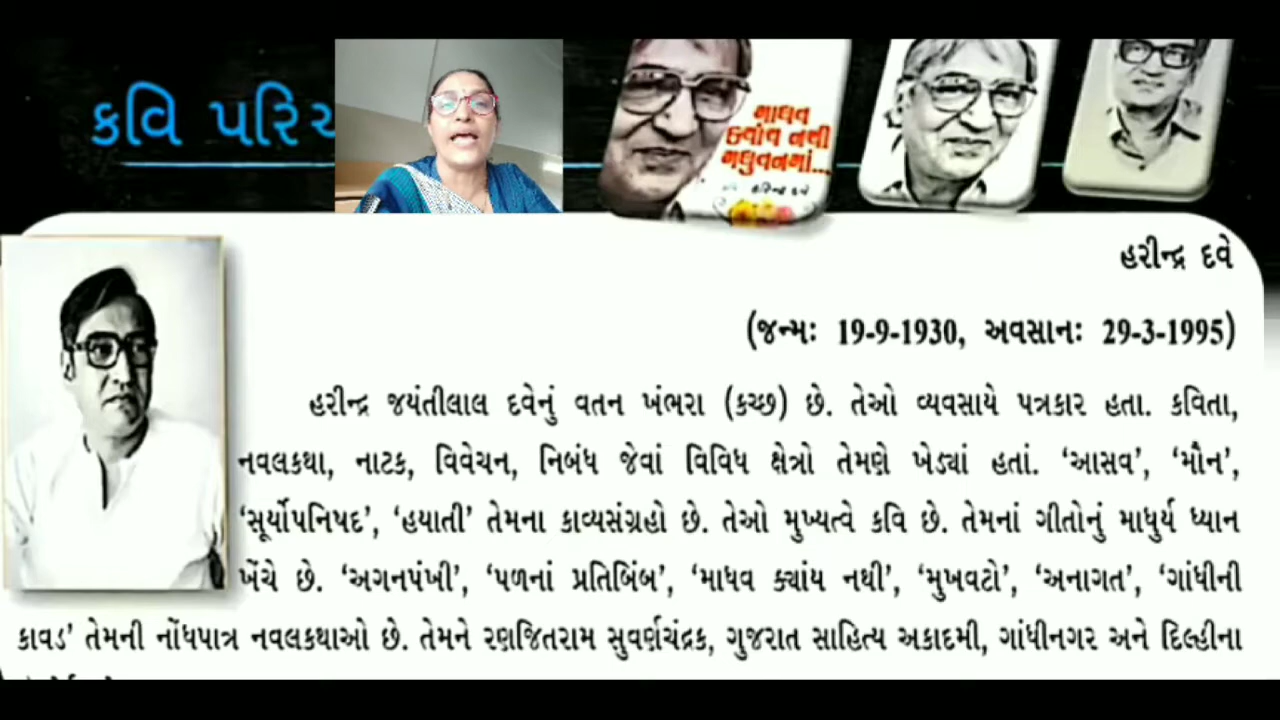 કવિ પરિચ
માધવ
ક્યાંય નથી
મધુવનમાં...
હરીન્દ્ર દવે
હરીન્દ્ર દવે
(જન્મઃ 19-9-1930, અવસાનઃ 29-3-1995)
હરીન્દ્ર જયંતીલાલ દવેનું વતન ખંભરા (કચ્છ) છે. તેઓ વ્યવસાયે પત્રકાર હતા. કવિતા,
નવલકથા, નાટક, વિવેચન, નિબંધ જેવાં વિવિધ ક્ષેત્રો તેમણે ખેડ્યાં હતાં. ‘આસવ’, ‘મૌન’,
‘સૂર્યોપનિષદ’, ‘હયાતી’ તેમના કાવ્યસંગ્રહો છે. તેઓ મુખ્યત્વે કવિ છે. તેમનાં ગીતોનું માધુર્ય ધ્યાન
ખેંચે છે. ‘અગનપંખી’, ‘પળનાં પ્રતિબિંબ’, ‘માધવ ક્યાંય નથી’, ‘મુખવટો’, ‘અનાગત’, ‘ગાંધીની
કાવડ’ તેમની નોંધપાત્ર નવલકથાઓ છે. તેમને રણજિતરામ સુવર્ણચંદ્રક, ગુજરાત સાહિત્ય અકાદમી, ગાંધીનગર અને દિલ્હીના